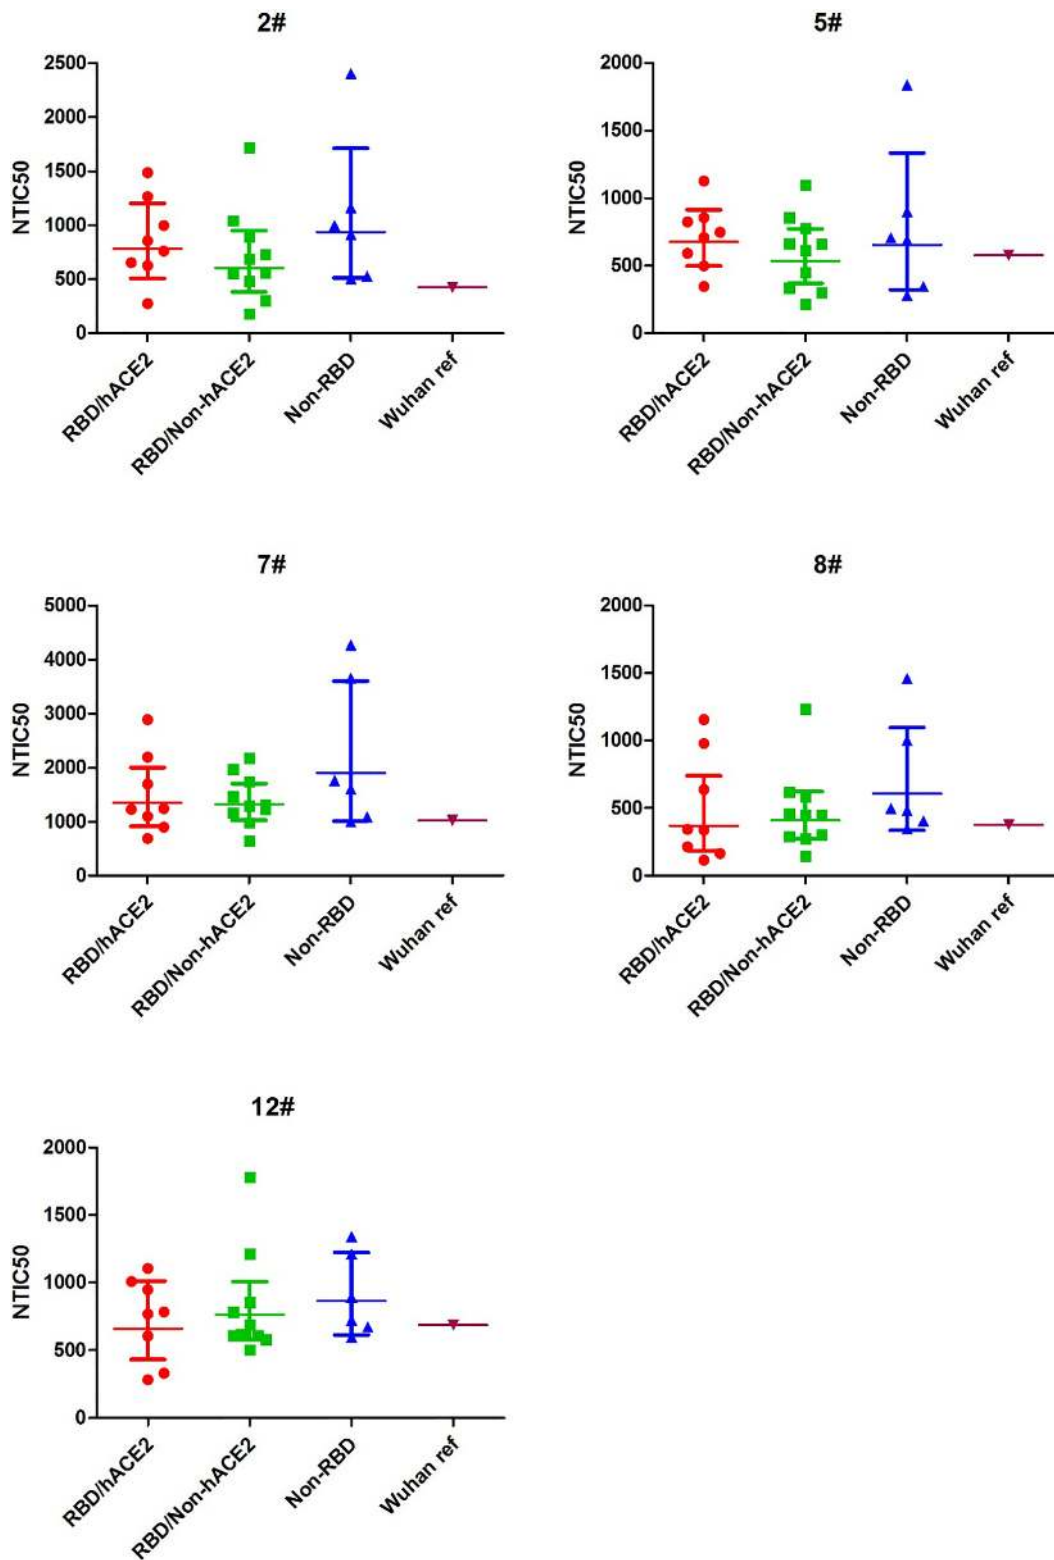 2#
NTIC50
2500
2000
1500
1000
500
0
RBD/hACE2
RBD/Non-hACE2
Non-RBD
Wuhan ref
5#
NTIC50
2000
1500
1000
500
0
RBD/hACE2
RBD/Non-hACE2
Non-RBD
Wuhan ref
7#
NTIC50
5000
4000
3000
2000
1000
0
RBD/hACE2
RBD/Non-hACE2
Non-RBD
Wuhan ref
8#
NTIC50
2000
1500
1000
500
0
RBD/hACE2
RBD/Non-hACE2
Non-RBD
Wuhan ref
12#
NTIC50
2000
1500
1000
500
0
RBD/hACE2
RBD/Non-hACE2
Non-RBD
Wuhan ref